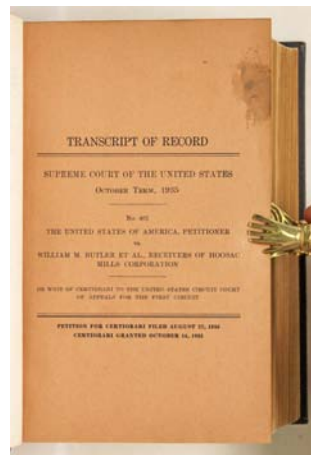 TRANSCRIPT OF RECORD
SUPREME COURT OF THE UNITED STATES
OCTOBER TERM, 1935
No. 401
THE UNITED STATES OF AMERICA, PETITIONER
vs.
WILLIAM M. BUTLER ET AL., RECEIVERS OF HOOSAC
MILLS CORPORATION
ON WRIT OF CERTIORARI TO THE UNITED STATES CIRCUIT COURT
OF APPEALS FOR THE FIRST CIRCUIT
PETITION FOR CERTIORARI FILED AUGUST 27, 1935
CERTIORARI GRANTED OCTOBER 14, 1935